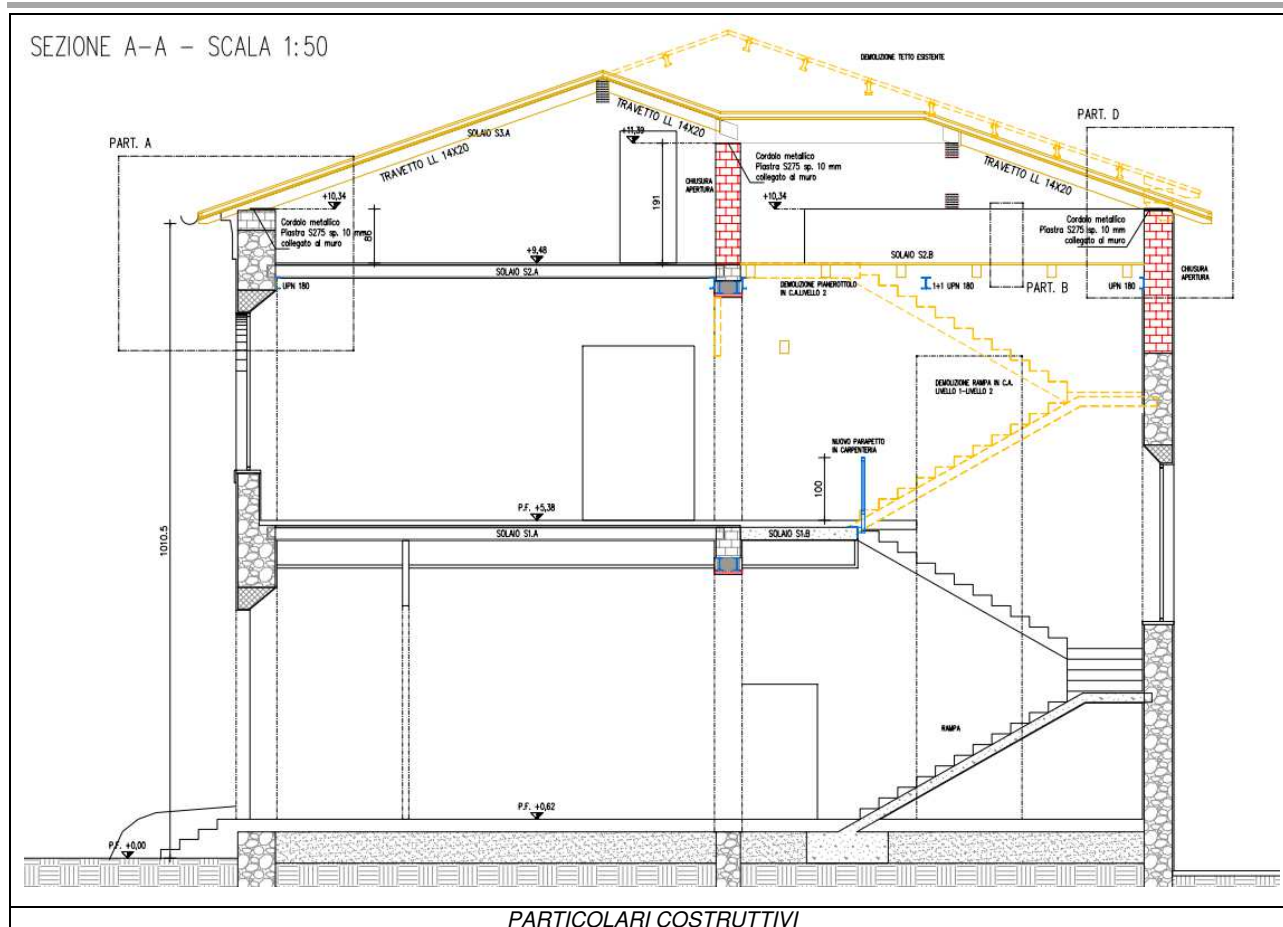 SEZIONE A-A - SCALA 1:50
DEMOLIZIONE TETTO ESISTENTE
PART. A
SOLAIO S3.A
TRAVETTO LL 14X20
TRAVETTO LL 14X20
+11,39
PART. D
Cordolo metallico
Piastra S275 sp. 10 mm
collegato al muro
TRAVETTO LL 14X20
CHIUSURA
APERTURA
191
+10,34
+10,34
Cordolo metallico
Piastra S275 sp. 10 mm
collegato al muro
86
Cordolo metallico
Piastra S275 sp. 10 mm
collegato al muro
+9,48
SOLAIO S2.A
SOLAIO S2.B
CHIUSURA
APERTURA
UPN 180
DEMOLIZIONE PIANEROTTOLO
IN C.A.LIVELLO 2
1+1 UPN 180
PART. B
UPN 180
DEMOLIZIONE RAMPA IN C.A.
LIVELLO 1-LIVELLO 2
NUOVO PARAPETTO
IN CARPENTERIA
100
P.F. +5,38
SOLAIO S1.A
SOLAIO S1.B
1010.5
RAMPA
P.F. +0,62
P.F. +0,00
PARTICOLARI COSTRUTTIVI